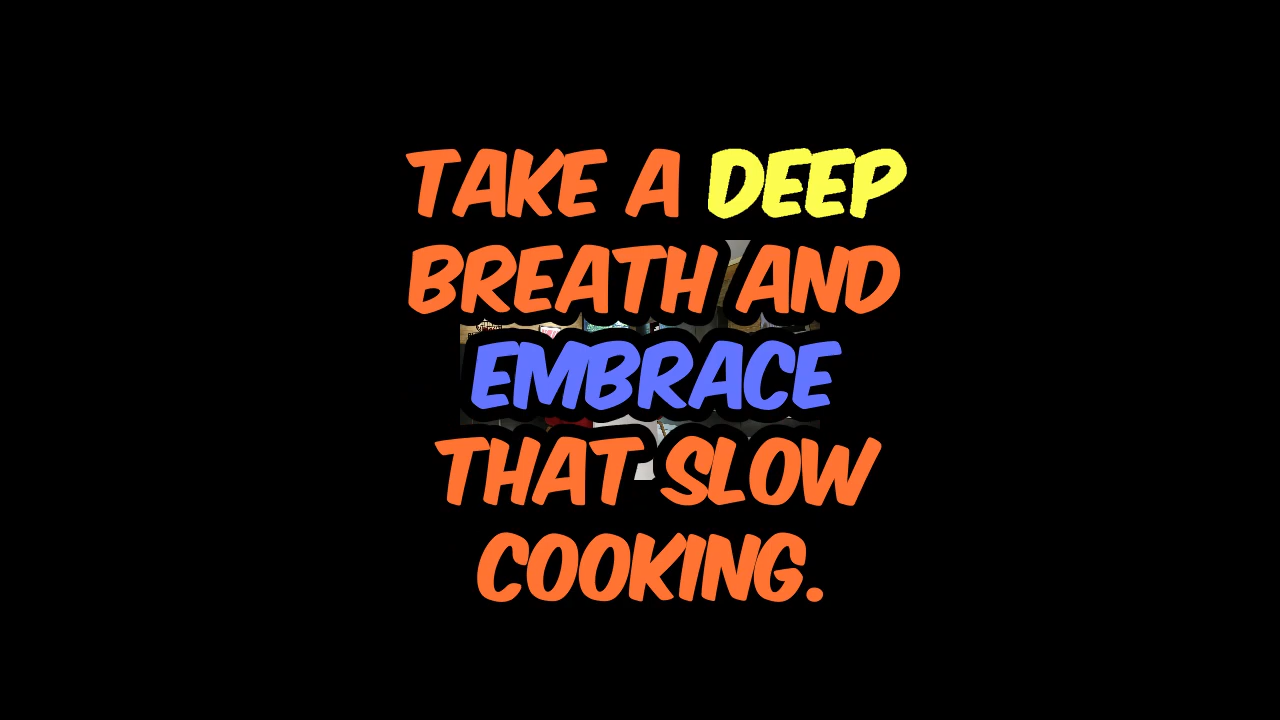 TAKE A DEEP
BREATH AND
EMBRACE
THAT SLOW
COOKING.